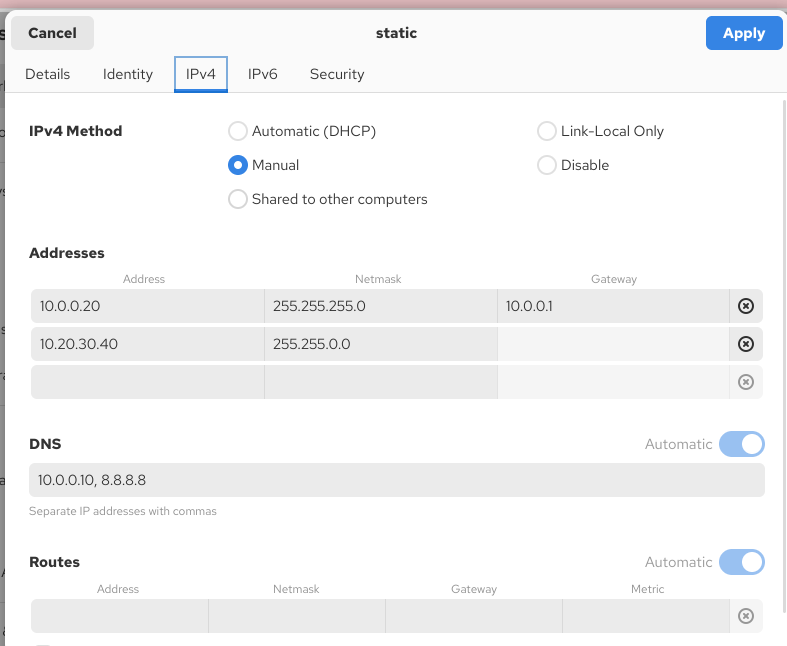 Cancel static Apply
Details Identity IPv4 IPv6 Security
IPv4 Method Automatic (DHCP) Link-Local Only
Manual Disable
Shared to other computers
Addresses
Address Netmask Gateway
10.0.0.20 255.255.255.0 10.0.0.1
10.20.30.40 255.255.0.0
DNS Automatic
10.0.0.10, 8.8.8.8
Separate IP addresses with commas
Routes Automatic
Address Netmask Gateway Metric